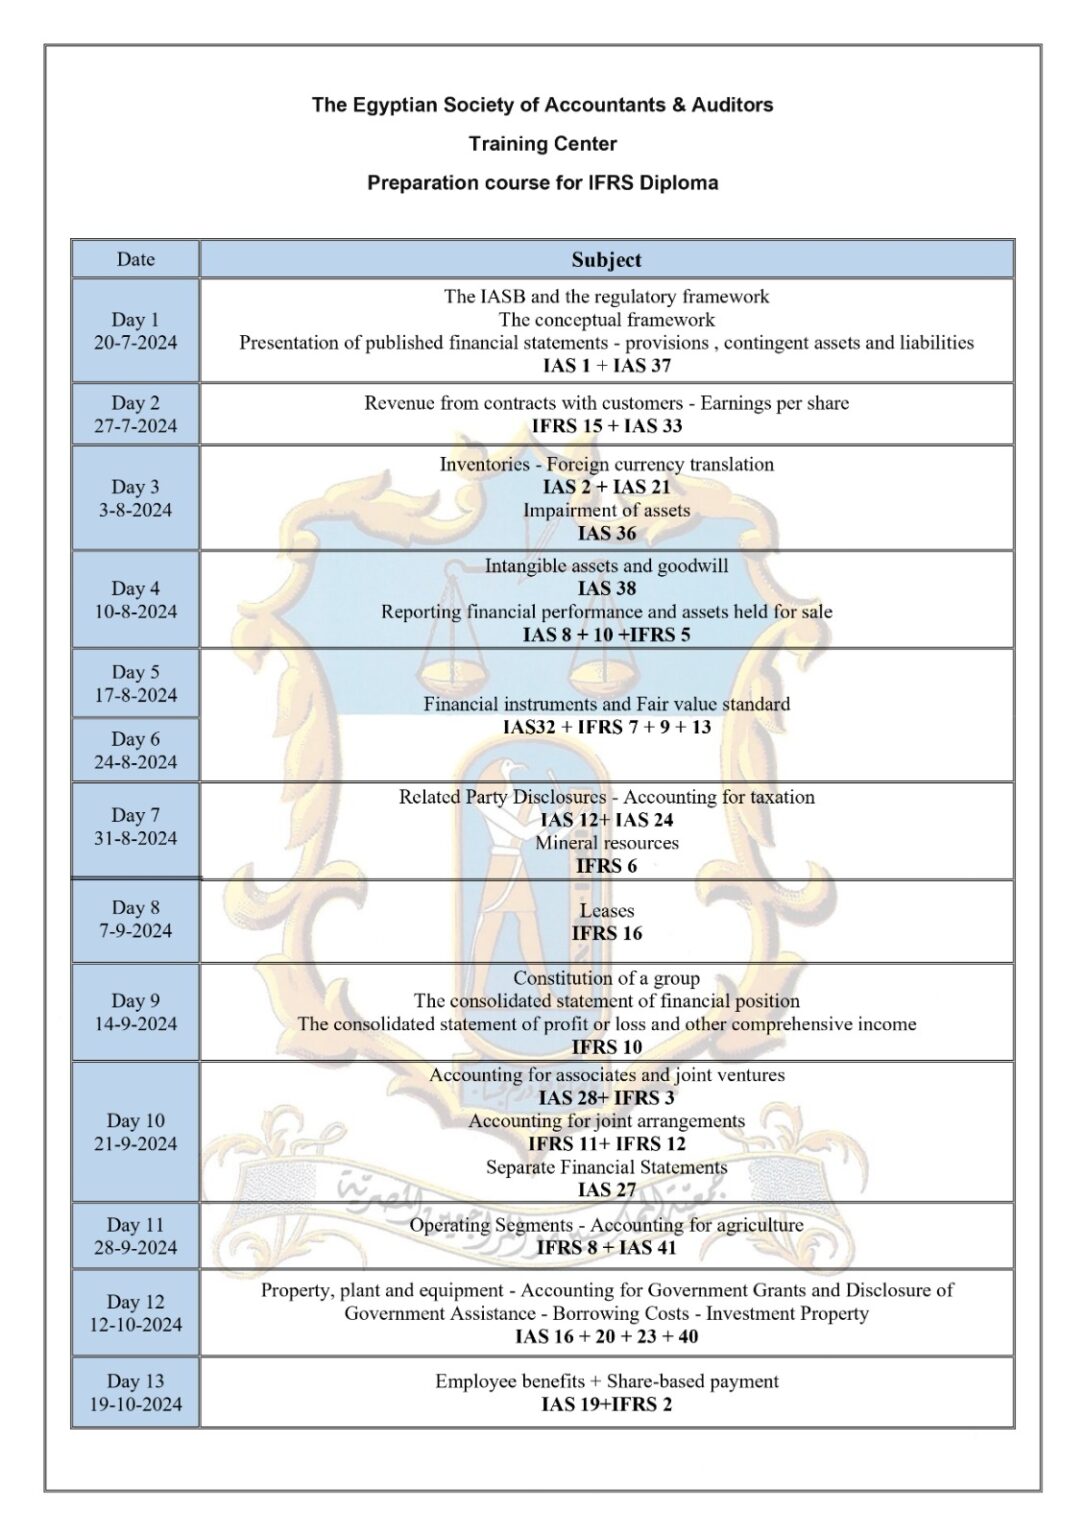 The Egyptian Society of Accountants & Auditors
Training Center
Preparation course for IFRS Diploma
Date
Subject
Day 1
20-7-2024
The IASB and the regulatory framework
The conceptual framework
Presentation of published financial statements - provisions , contingent assets and liabilities
IAS 1 + IAS 37
Day 2
27-7-2024
Revenue from contracts with customers - Earnings per share
IFRS 15 + IAS 33
Day 3
3-8-2024
Inventories - Foreign currency translation
IAS 2 + IAS 21
Impairment of assets
IAS 36
Day 4
10-8-2024
Intangible assets and goodwill
IAS 38
Reporting financial performance and assets held for sale
IAS 8 + 10 +IFRS 5
Day 5
17-8-2024
Day 6
24-8-2024
Financial instruments and Fair value standard
IAS32 + IFRS 7 + 9 + 13
Day 7
31-8-2024
Related Party Disclosures - Accounting for taxation
IAS 12+ IAS 24
Mineral resources
IFRS 6
Day 8
7-9-2024
Leases
IFRS 16
Day 9
14-9-2024
Constitution of a group
The consolidated statement of financial position
The consolidated statement of profit or loss and other comprehensive income
IFRS 10
Day 10
21-9-2024
Accounting for associates and joint ventures
IAS 28+ IFRS 3
Accounting for joint arrangements
IFRS 11+ IFRS 12
Separate Financial Statements
IAS 27
Day 11
28-9-2024
Operating Segments - Accounting for agriculture
IFRS 8 + IAS 41
Day 12
12-10-2024
Property, plant and equipment - Accounting for Government Grants and Disclosure of
Government Assistance - Borrowing Costs - Investment Property
IAS 16 + 20 + 23 + 40
Day 13
19-10-2024
Employee benefits + Share-based payment
IAS 19+IFRS 2